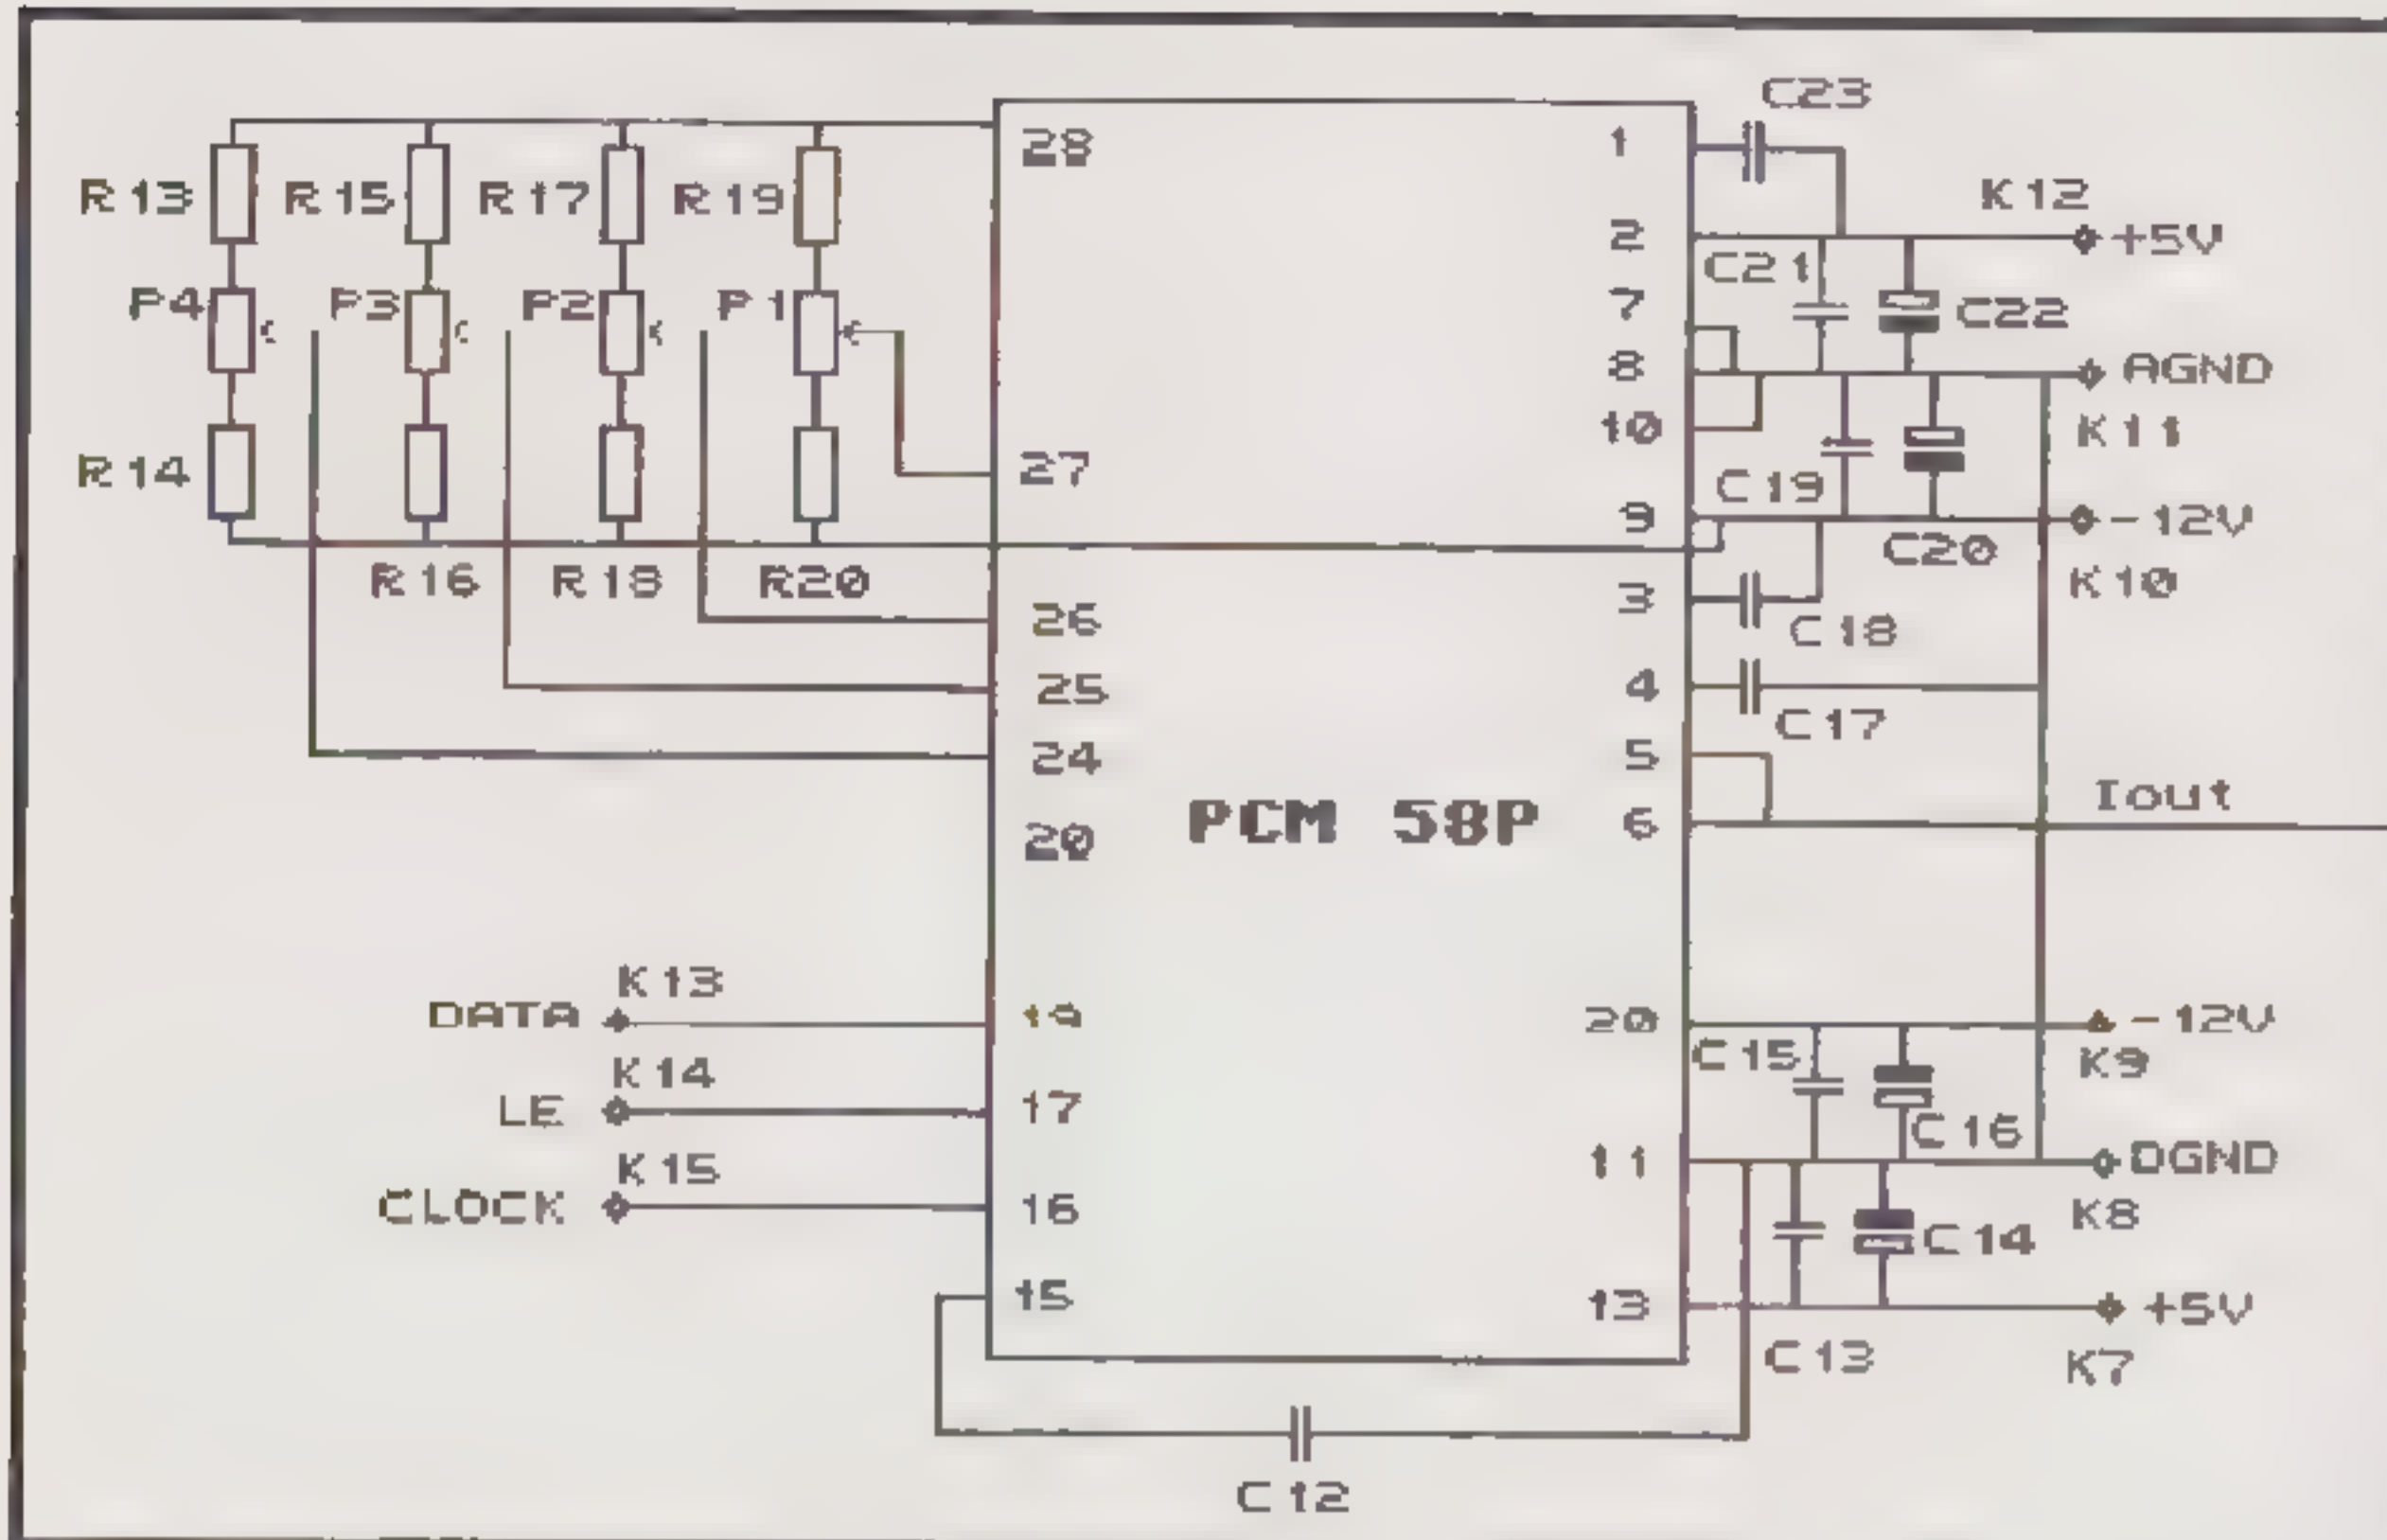 C23
28
1
R13 R15 R17 R19
K12
2
+5V
C21
P4 P3 P2 P1
7
C22
8
AGND
10
K11
R14
27
C19
9
-12V
C20
R16 R18 R20
3
K10
26
C18
25
4
C17
24
5
Iout
20
PCM 58P
6
K13
DATA
19
20
-12V
C15
K9
K14
LE
17
C16
11
DGND
K15
CLOCK
16
K8
C14
15
13
+5V
C13
K7
C12